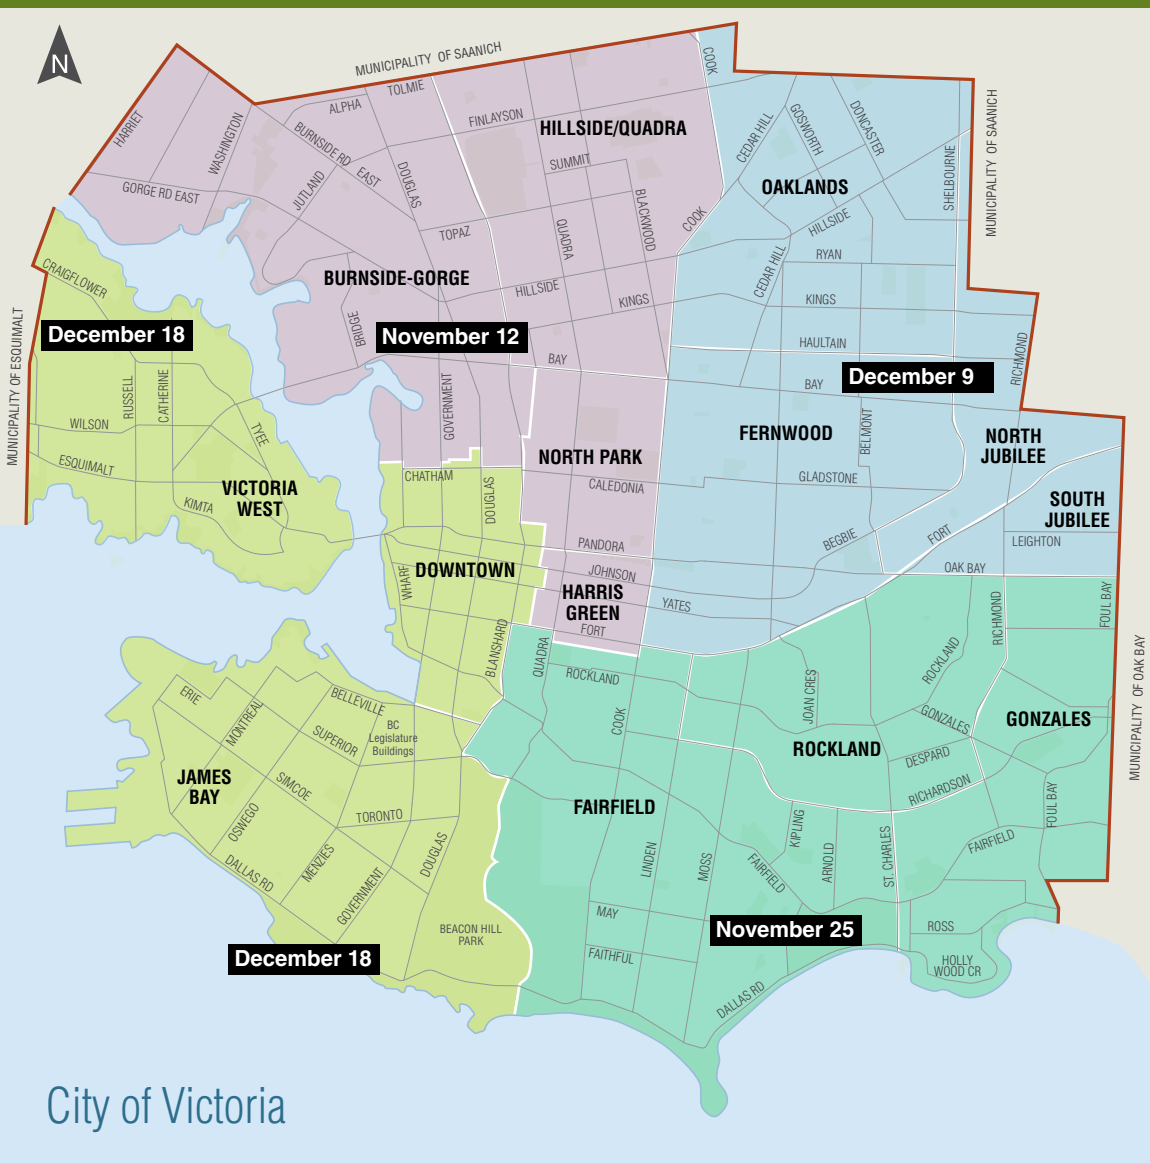 N
MUNICIPALITY OF SAANICH
COOK
TOLMIE
ALPHA
HARRIET
WASHINGTON
BURNSIDE RD
EAST
FINLAYSON
HILLSIDE/QUADRA
CEDAR HILL
GOSWORTH
DONCASTER
MUNICIPALITY OF SAANICH
SHELBOURNE
SUMMIT
OAKLANDS
GORGE RD EAST
JUTLAND
DOUGLAS
BLACKWOOD
COOK
HILLSIDE
TOPAZ
QUADRA
RYAN
CRAIGFLOWER
BURNSIDE-GORGE
HILLSIDE
KINGS
CEDAR HILL
KINGS
December 18
BRIDGE
November 12
HAULTAIN
RICHMOND
MUNICIPALITY OF ESQUIMALT
BAY
BAY
December 9
RUSSELL
CATHERINE
GOVERNMENT
WILSON
TYEE
FERNWOOD
BELMONT
NORTH
JUBILEE
ESQUIMALT
NORTH PARK
CHATHAM
CALEDONIA
GLADSTONE
VICTORIA
WEST
DOUGLAS
SOUTH
JUBILEE
KIMTA
PANDORA
BEGBIE
FORT
LEIGHTON
WHARF
DOWNTOWN
JOHNSON
OAK BAY
HARRIS
GREEN
YATES
FORT
RICHMOND
FOUL BAY
BLANSHARD
QUADRA
ROCKLAND
ROCKLAND
MUNICIPALITY OF OAK BAY
ERIE
MONTREAL
BELLEVILLE
BC
Legislature
Buildings
SUPERIOR
COOK
JOAN CRES
GONZALES
GONZALES
ROCKLAND
DESPARD
JAMES
BAY
SIMCOE
RICHARDSON
FAIRFIELD
OSWEGO
TORONTO
KIPLING
FOUL BAY
DALLAS RD
MENZIES
DOUGLAS
LINDEN
MOSS
FAIRFIELD
ARNOLD
ST. CHARLES
FAIRFIELD
GOVERNMENT
BEACON HILL
PARK
MAY
November 25
ROSS
December 18
FAITHFUL
HOLLY
WOOD CR
DALLAS RD
City of Victoria